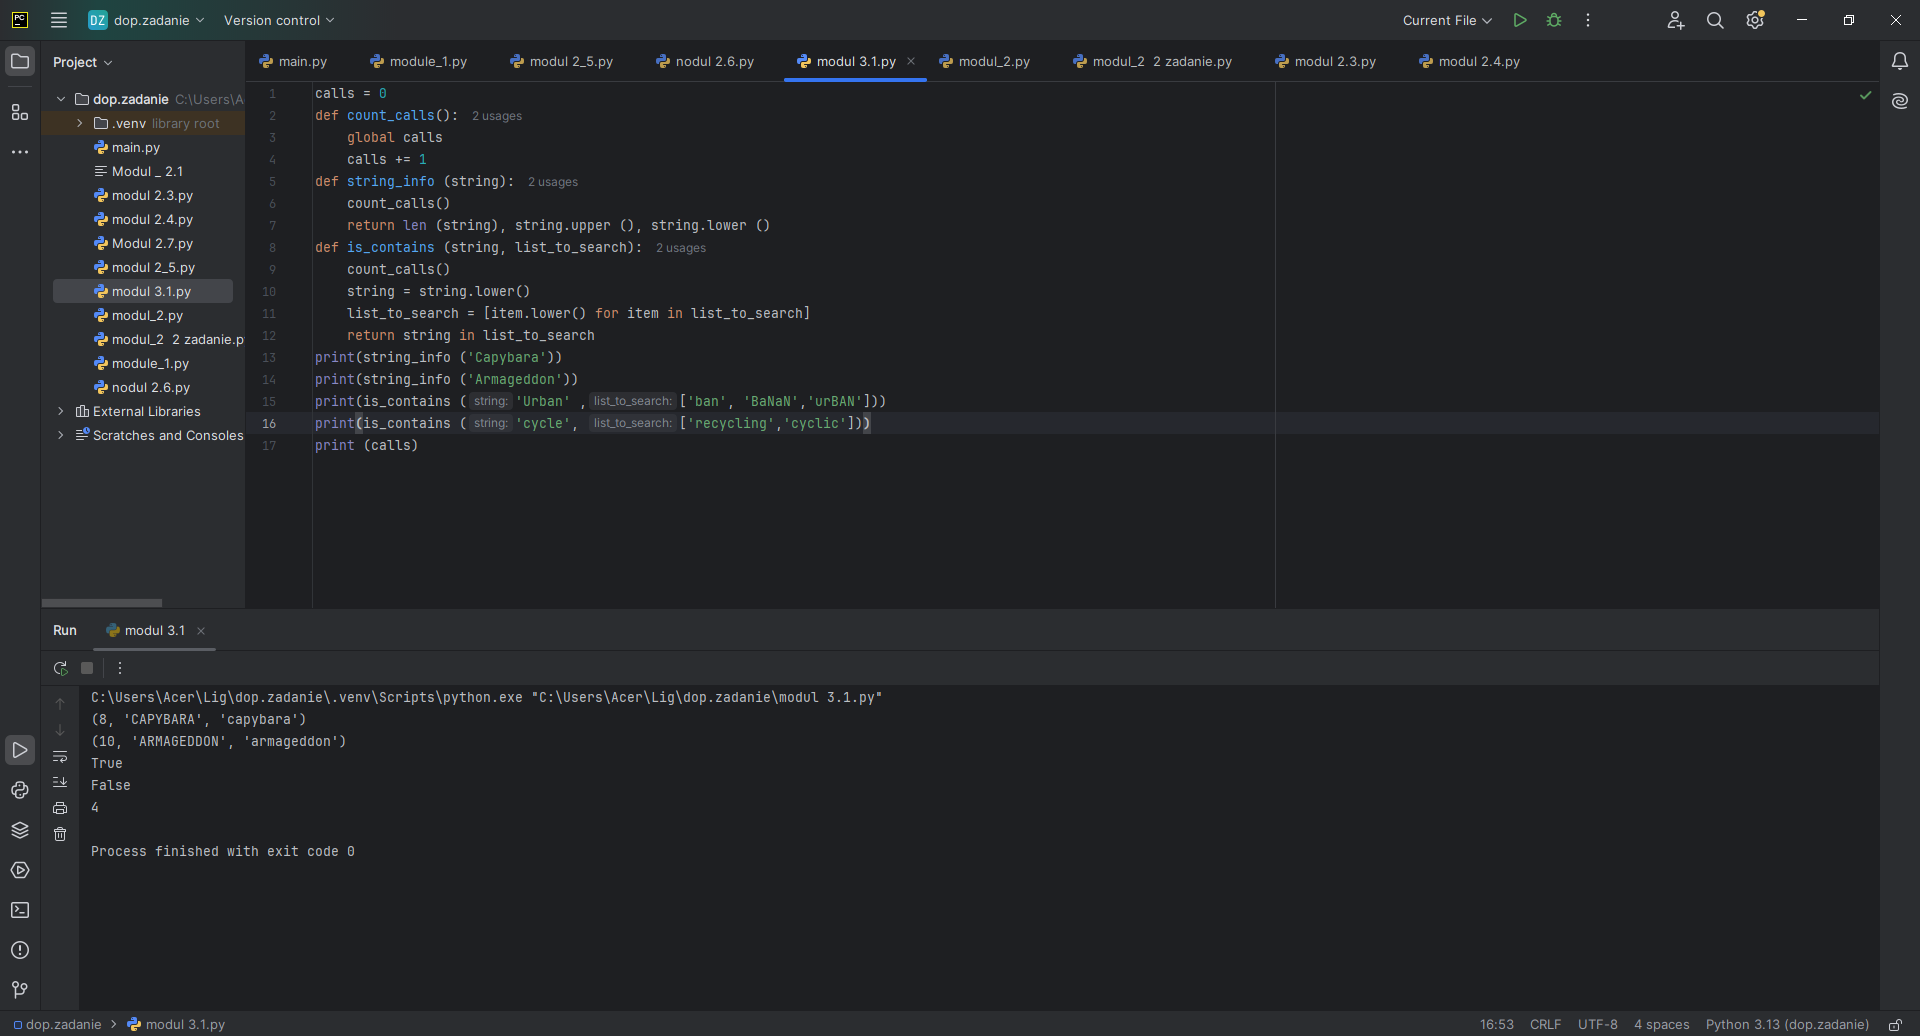 PC
DZ dop.zadanie Version control Current File
Project
main.py module_1.py modul 2_5.py nodul 2.6.py modul 3.1.py modul_2.py modul_2  2 zadanie.py modul 2.3.py modul 2.4.py
dop.zadanie C:\Users\A
.venv library root
main.py
Modul _ 2.1
modul 2.3.py
modul 2.4.py
Modul 2.7.py
modul 2_5.py
modul 3.1.py
modul_2.py
modul_2  2 zadanie.p
module_1.py
nodul 2.6.py
External Libraries
Scratches and Consoles
1 calls = 0
2 def count_calls(): 2 usages
3     global calls
4     calls += 1
5 def string_info (string): 2 usages
6     count_calls()
7     return len (string), string.upper (), string.lower ()
8 def is_contains (string, list_to_search): 2 usages
9     count_calls()
10     string = string.lower()
11     list_to_search = [item.lower() for item in list_to_search]
12     return string in list_to_search
13 print(string_info ('Capybara'))
14 print(string_info ('Armageddon'))
15 print(is_contains ( string: 'Urban' , list_to_search: ['ban', 'BaNaN','urBAN']))
16 print(is_contains ( string: 'cycle', list_to_search: ['recycling','cyclic']))
17 print (calls)
Run modul 3.1
C:\Users\Acer\Lig\dop.zadanie\.venv\Scripts\python.exe "C:\Users\Acer\Lig\dop.zadanie\modul 3.1.py"
(8, 'CAPYBARA', 'capybara')
(10, 'ARMAGEDDON', 'armageddon')
True
False
4
Process finished with exit code 0
dop.zadanie > modul 3.1.py 16:53 CRLF UTF-8 4 spaces Python 3.13 (dop.zadanie)